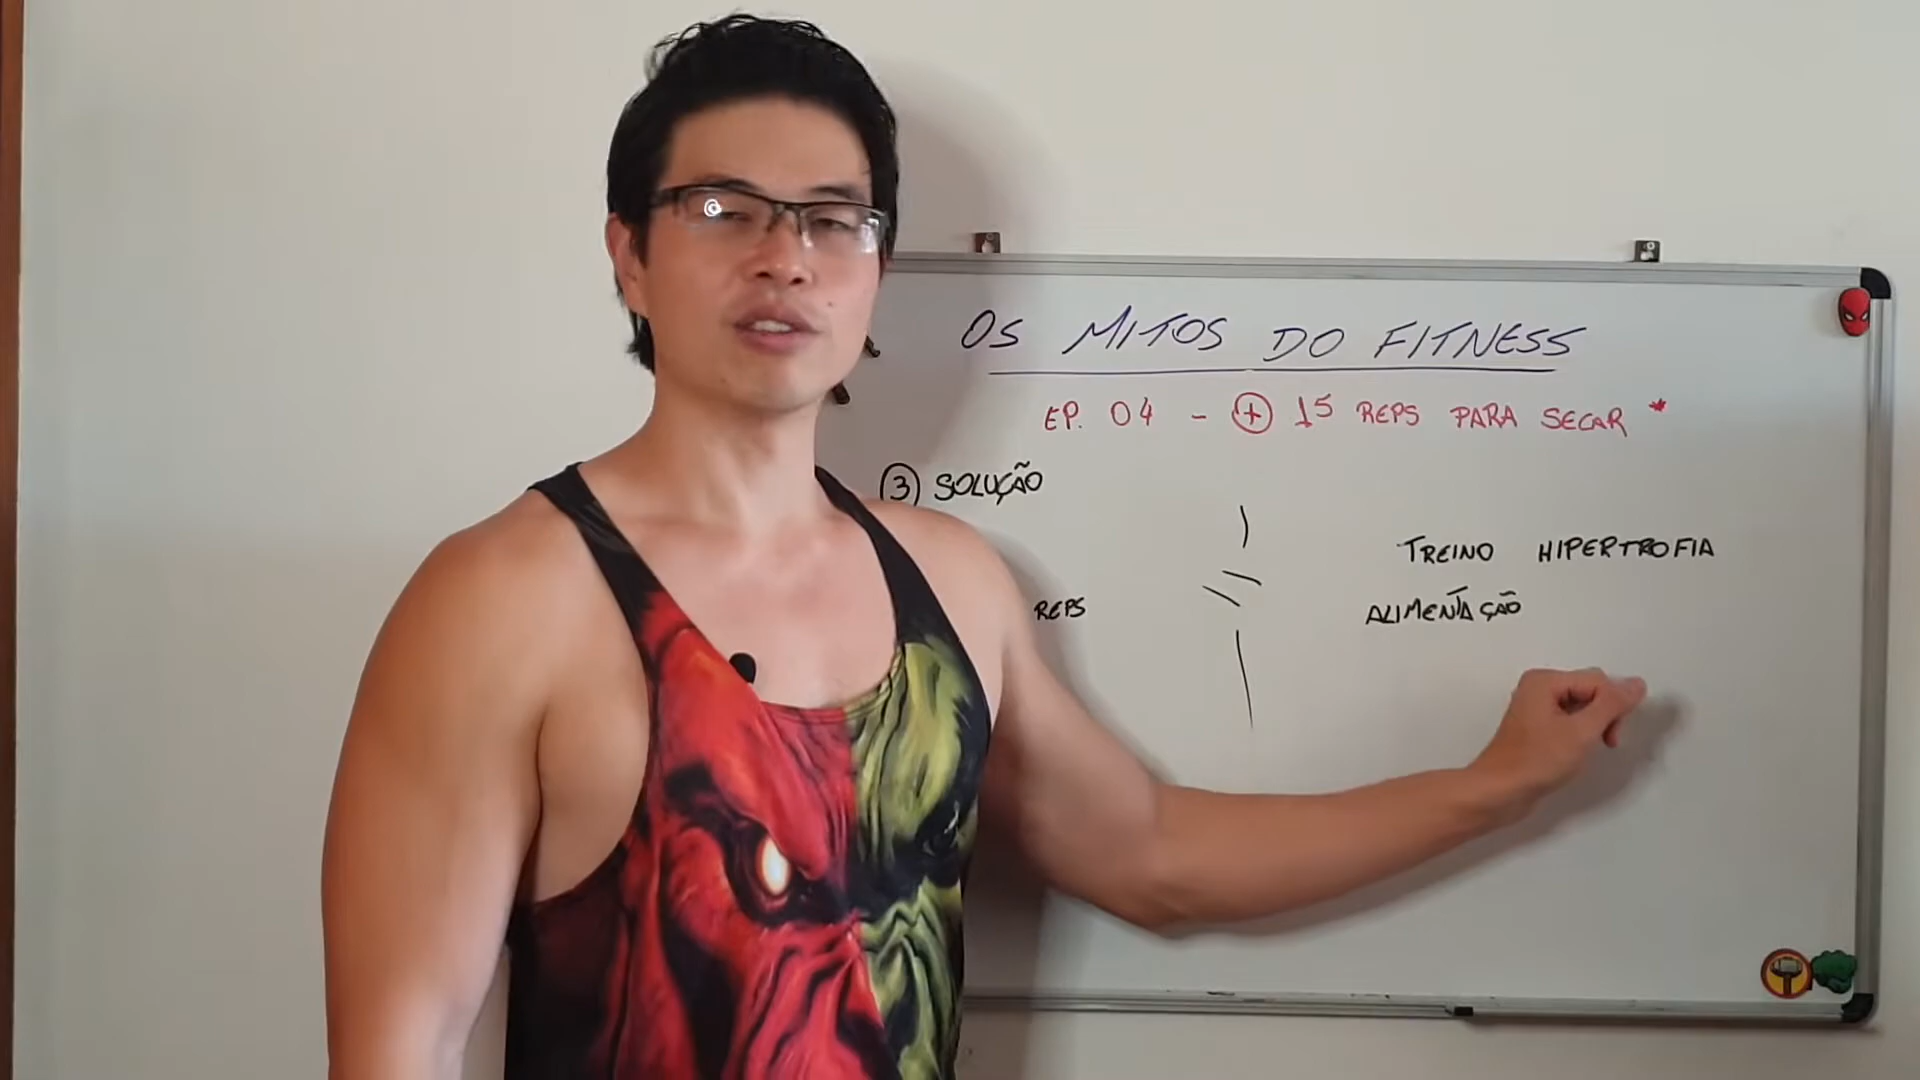 OS MITOS DO FITNESS
EP. 04 - + 15 REPS PARA SECAR *
3 SOLUÇÃO
TREINO HIPERTROFIA
REPS
ALIMENTAÇÃO